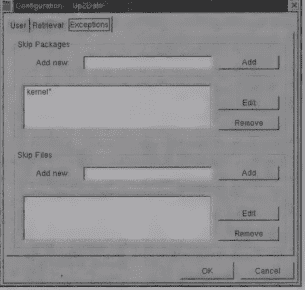 Configuration Up2Date
User Retrieval Exceptions
Skip Packages
Add new Add
kernel*
Edit
Remove
Skip Files
Add new Add
Edit
Remove
OK Cancel